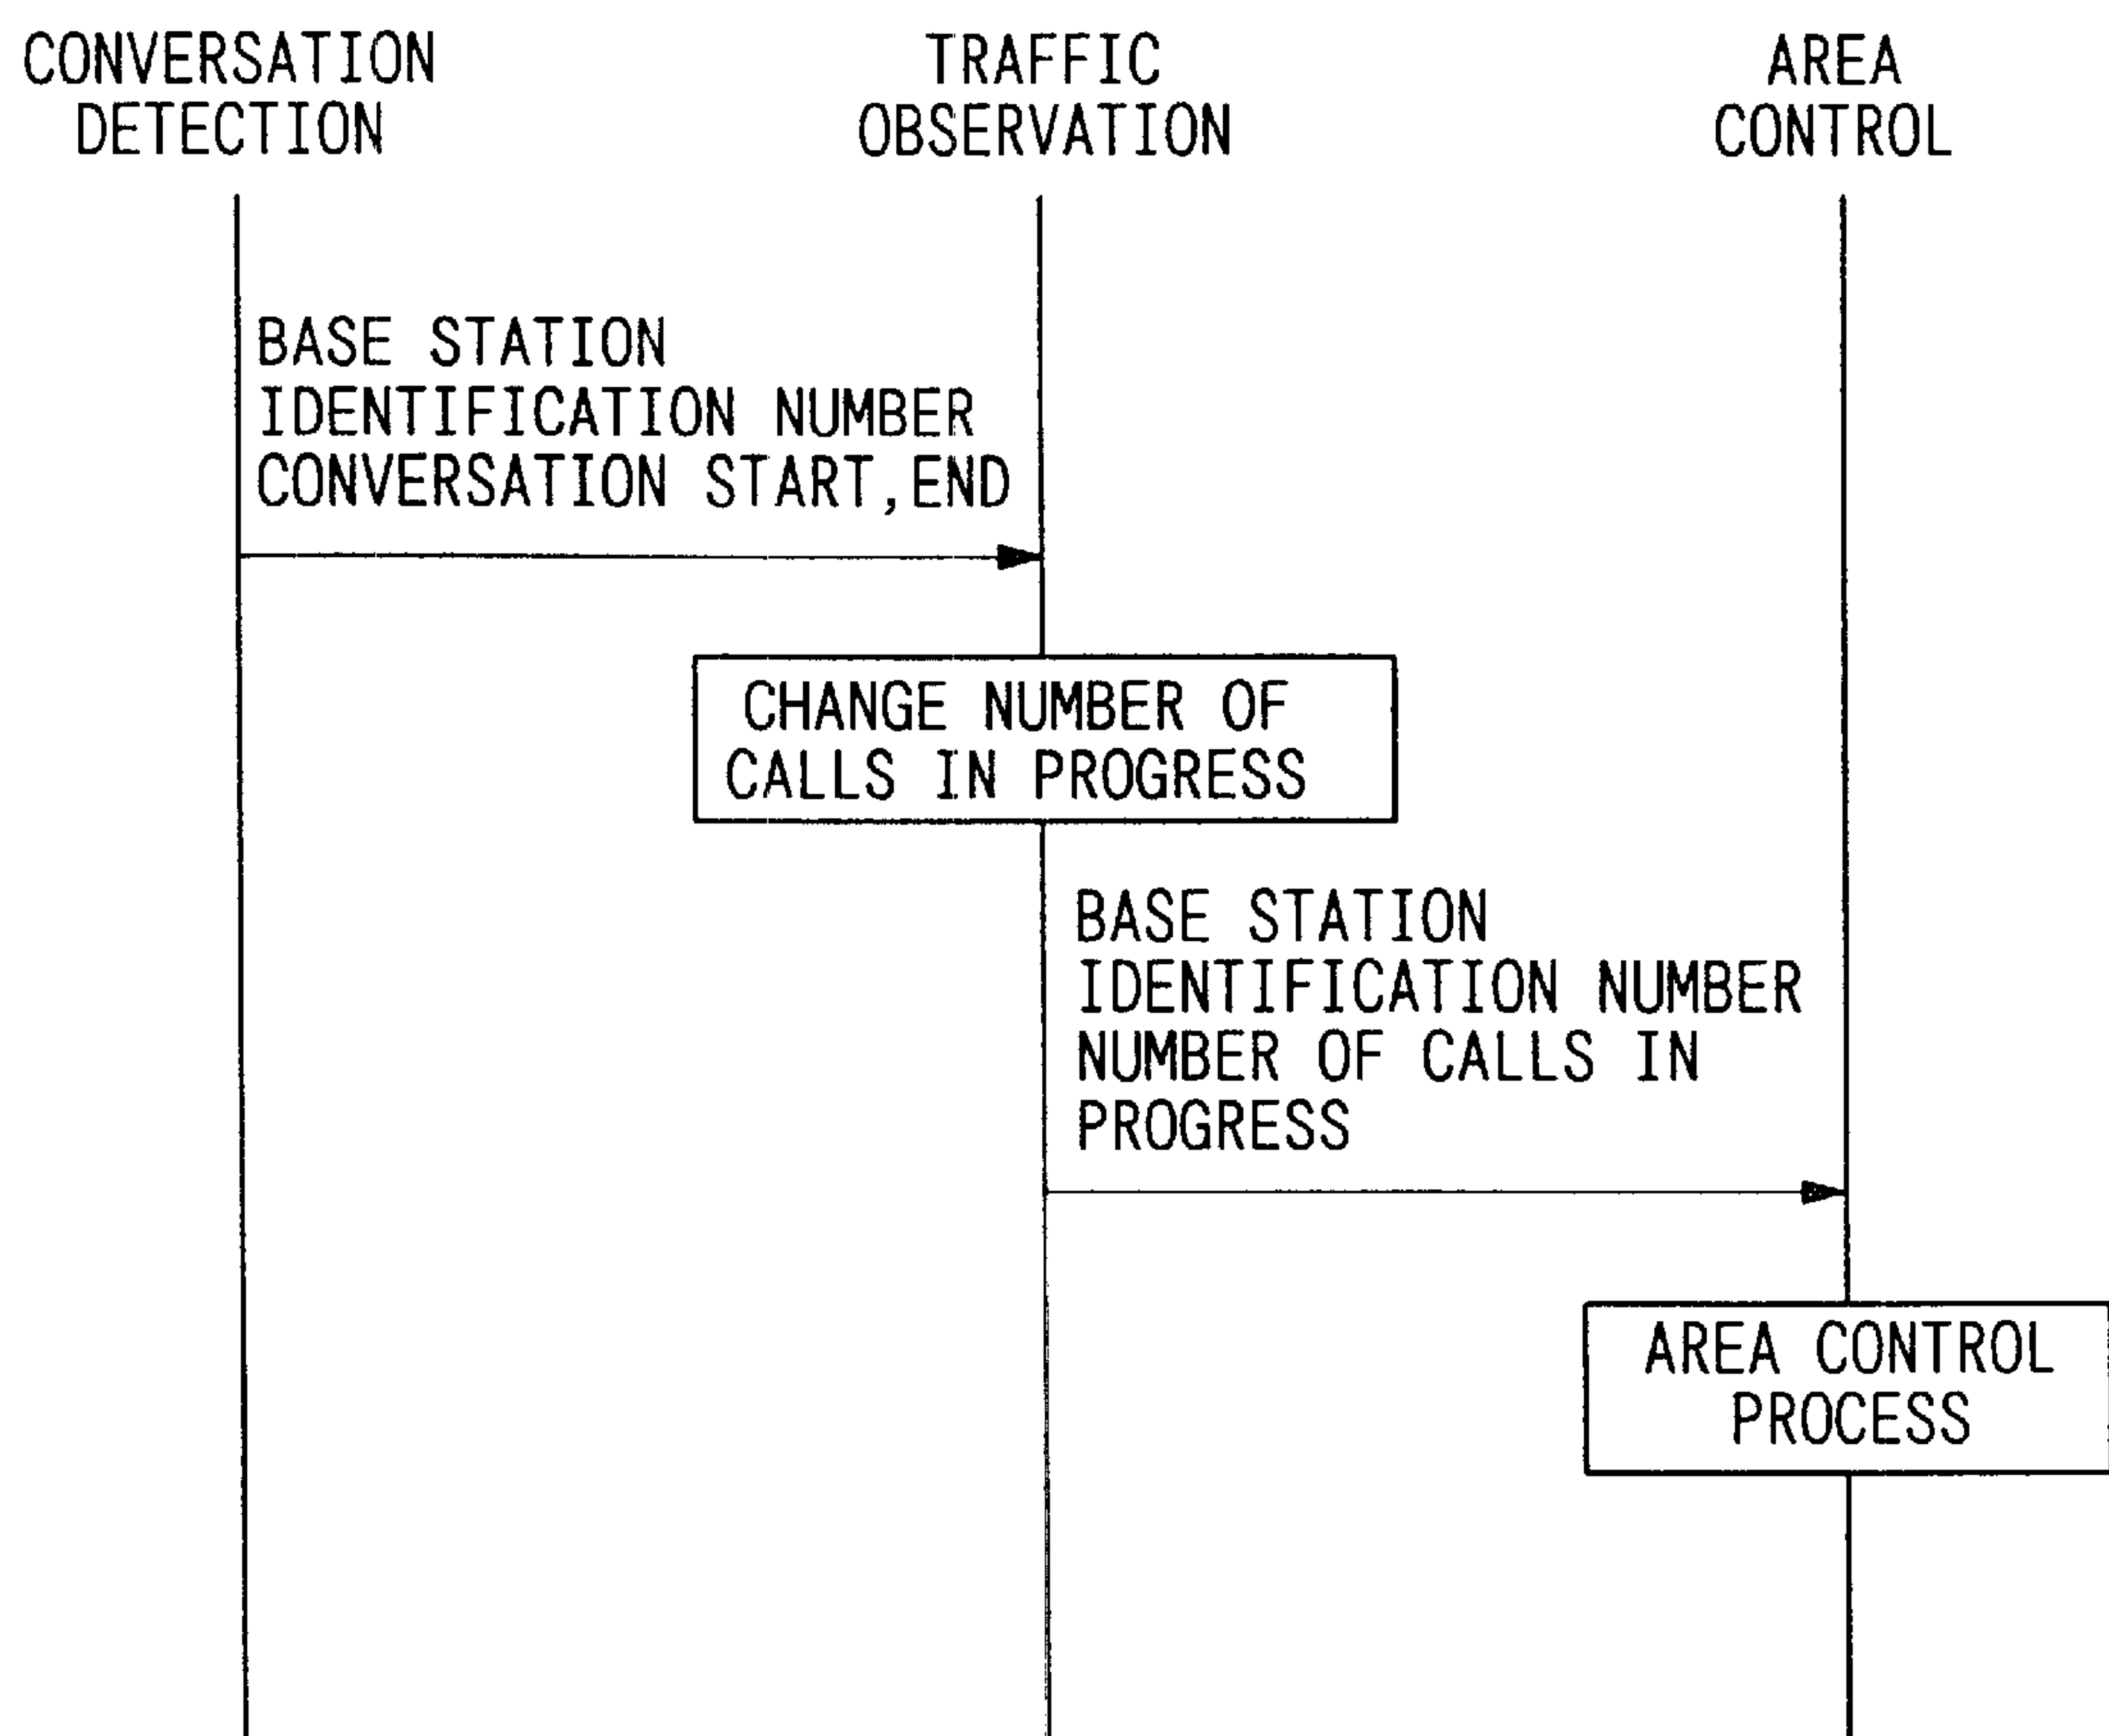 CONVERSATION
DETECTION
TRAFFIC
OBSERVATION
AREA
CONTROL
BASE STATION
IDENTIFICATION NUMBER
CONVERSATION START,END
CHANGE NUMBER OF
CALLS IN PROGRESS
BASE STATION
IDENTIFICATION NUMBER
NUMBER OF CALLS IN
PROGRESS
AREA CONTROL
PROCESS